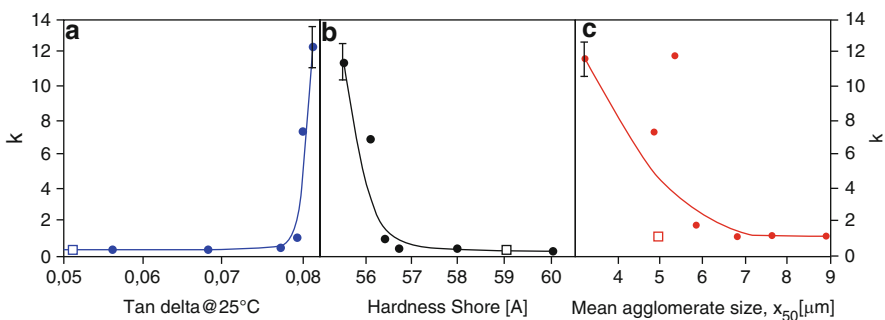 a b c
14 14
12 12
10 10
8 8
6 6
4 4
2 2
0 0
k k
0,05 0,06 0,07 0,08 56 57 58 59 60 4 5 6 7 8 9
Tan delta@25°C Hardness Shore [A] Mean agglomerate size, x50[µm]